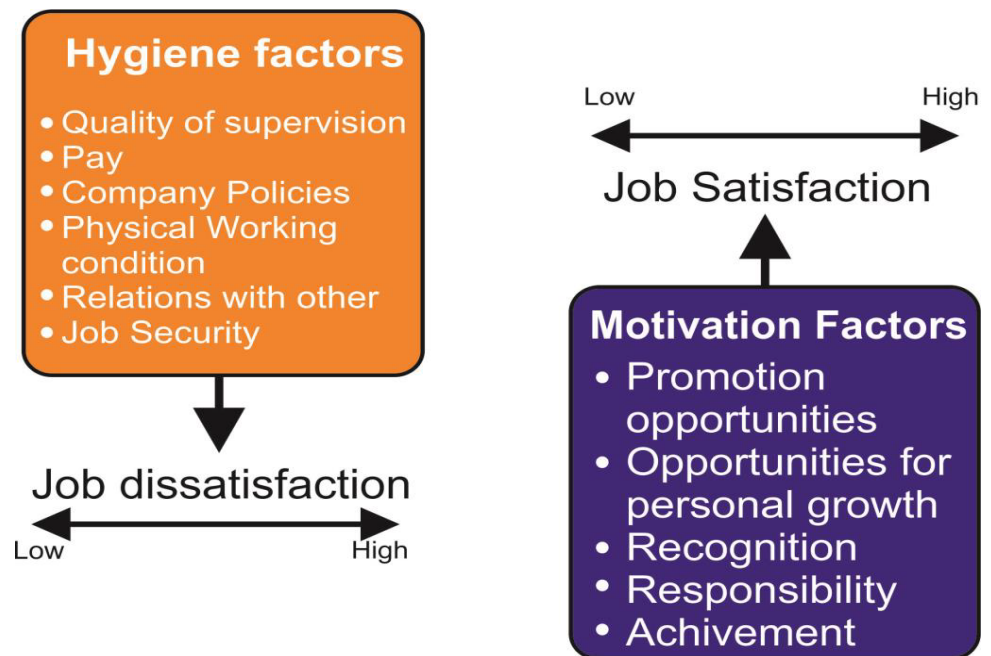 Hygiene factors
• Quality of supervision
• Pay
• Company Policies
• Physical Working
condition
• Relations with other
• Job Security
Job dissatisfaction
Low High
Low High
Job Satisfaction
Motivation Factors
• Promotion
opportunities
• Opportunities for
personal growth
• Recognition
• Responsibility
• Achivement